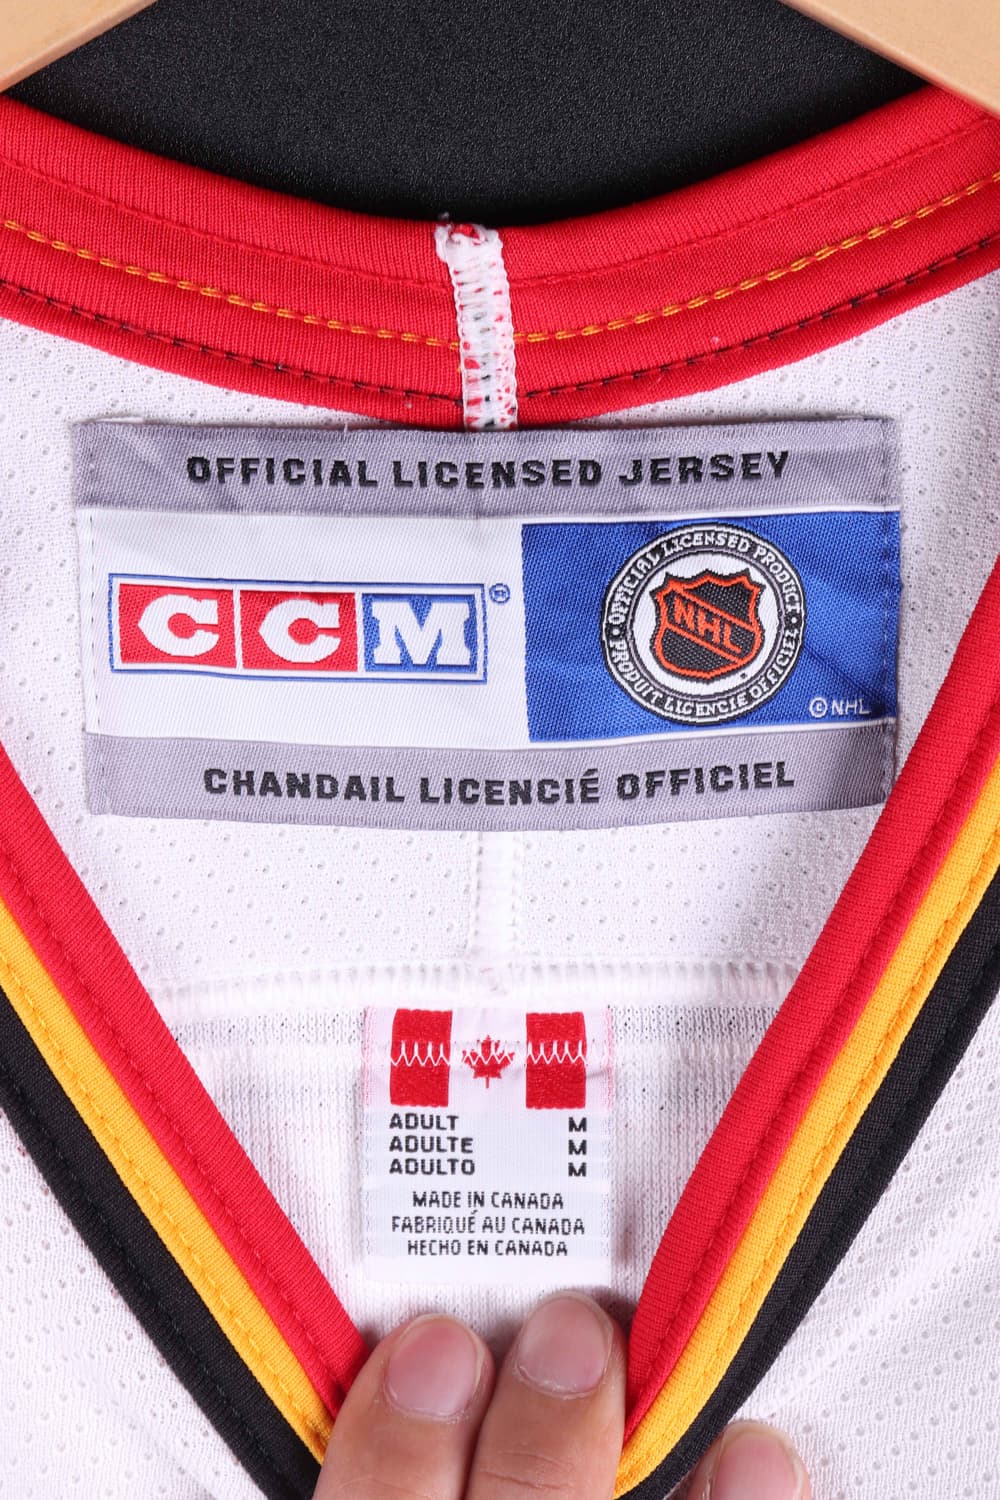 OFFICIAL LICENSED JERSEY
CCM®
OFFICIAL LICENSED PRODUCT
NHL
PRODUIT LICENCIE OFFICIEL
© NHL
CHANDAIL LICENCIÉ OFFICIEL
ADULT M
ADULTE M
ADULTO M
MADE IN CANADA
FABRIQUÉ AU CANADA
HECHO EN CANADA